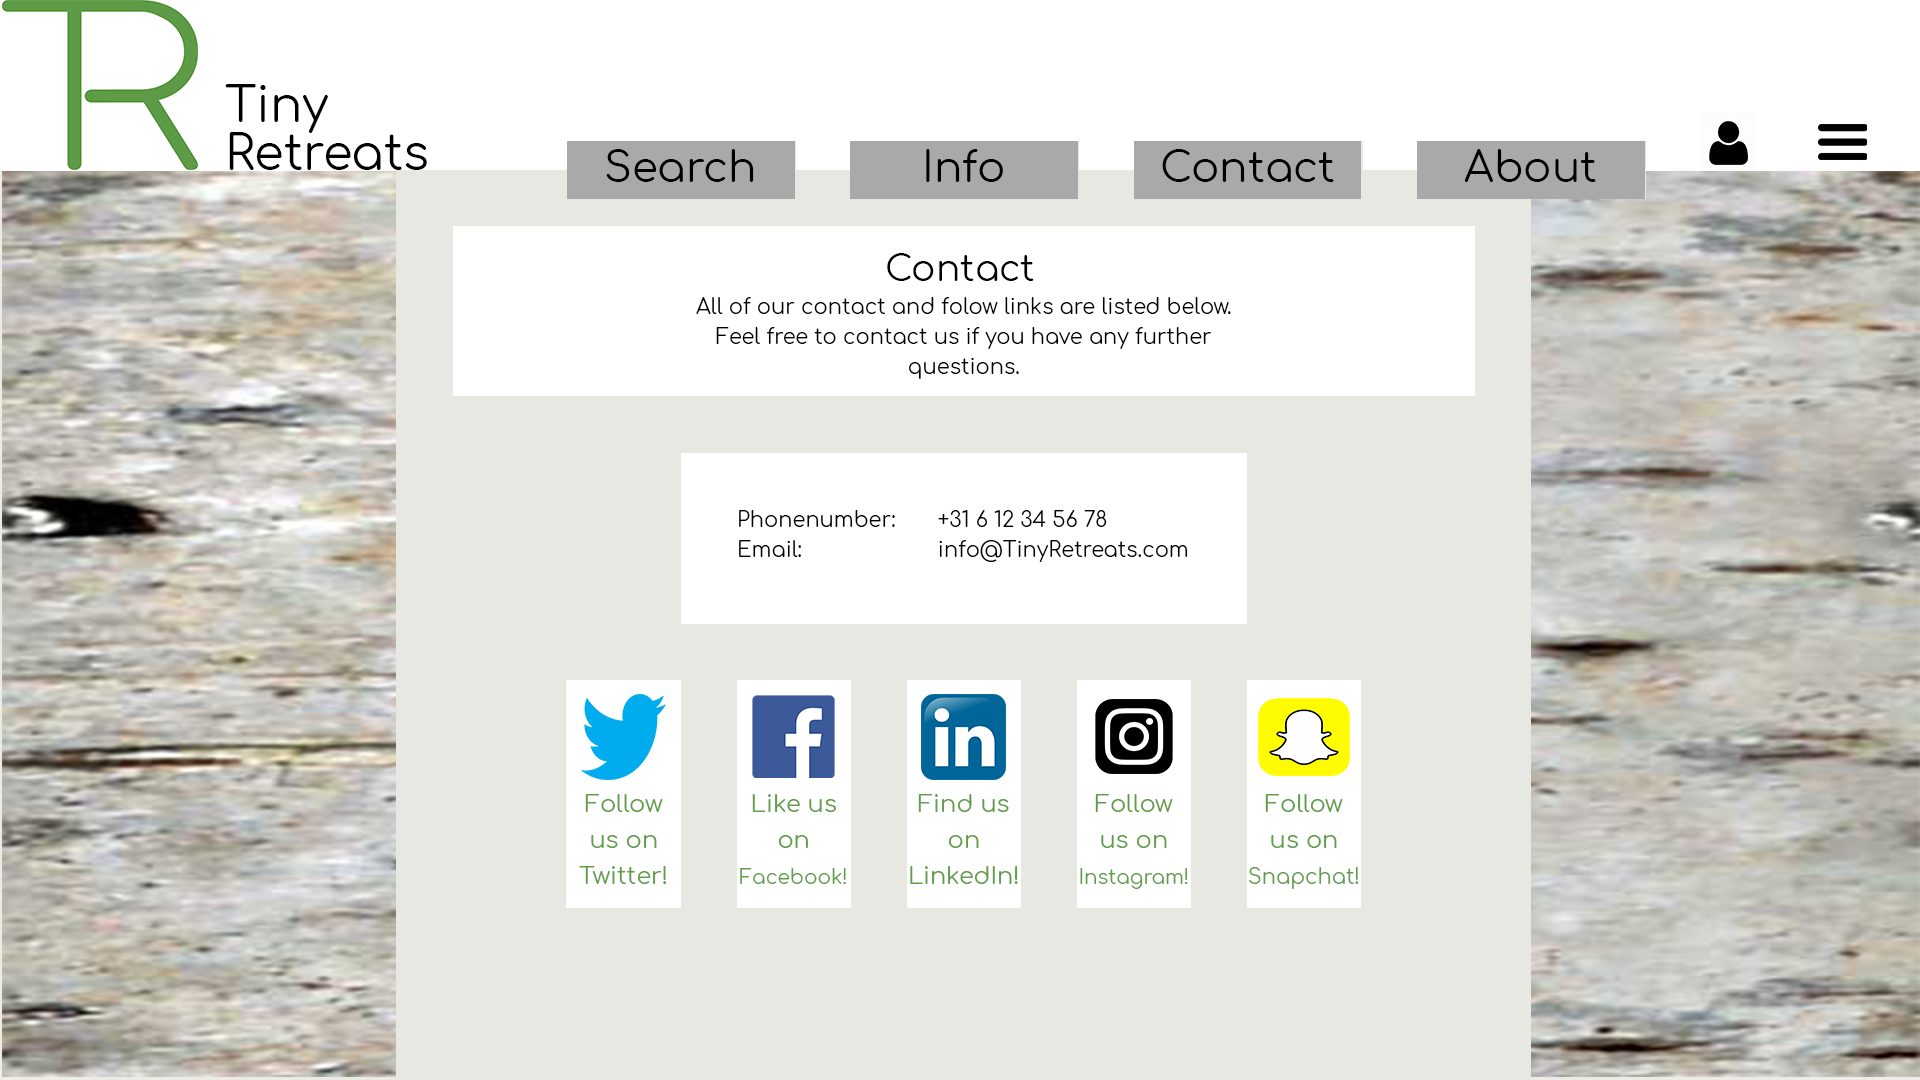 TR
Tiny
Retreats
Search
Info
Contact
About
Contact
All of our contact and folow links are listed below.
Feel free to contact us if you have any further
questions.
Phonenumber: +31 6 12 34 56 78
Email: info@TinyRetreats.com
Follow
us on
Twitter!
Like us
on
Facebook!
in
Find us
on
LinkedIn!
Follow
us on
Instagram!
Follow
us on
Snapchat!